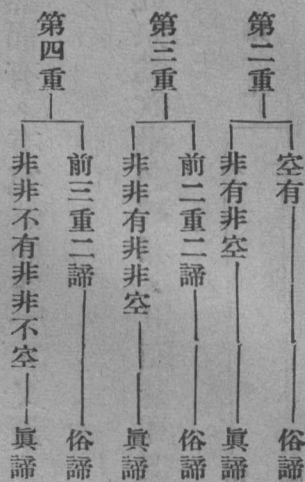 第二重
空有 俗諦
非有非空 眞諦
第三重
前二重二諦 俗諦
非非有非非空 眞諦
第四重
前三重二諦 俗諦
非非不有非非不空 眞諦